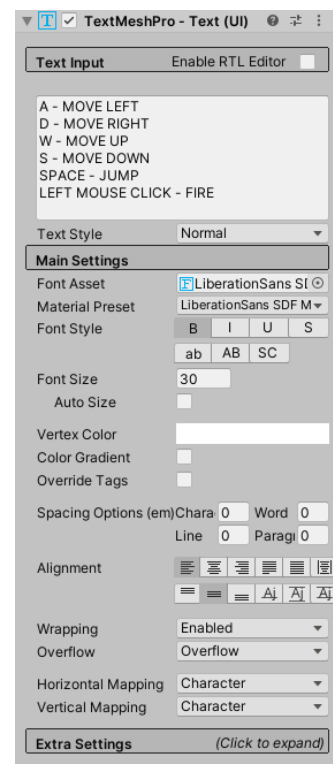 TextMeshPro - Text (UI)
Text Input Enable RTL Editor
A - MOVE LEFT
D - MOVE RIGHT
W - MOVE UP
S - MOVE DOWN
SPACE - JUMP
LEFT MOUSE CLICK - FIRE
Text Style Normal
Main Settings
Font Asset LiberationSans SI
Material Preset LiberationSans SDF M
Font Style B I U S
ab AB SC
Font Size 30
Auto Size
Vertex Color
Color Gradient
Override Tags
Spacing Options (em) Chara 0 Word 0
Line 0 Paragi 0
Alignment
Wrapping Enabled
Overflow Overflow
Horizontal Mapping Character
Vertical Mapping Character
Extra Settings (Click to expand)